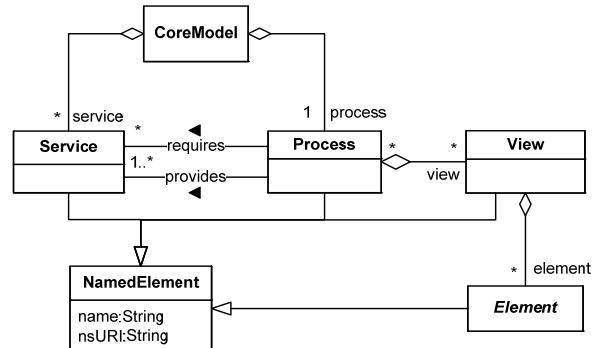 CoreModel
* service
1 process
Service
* requires
1..* provides
Process
*
* view
View
* element
NamedElement
name:String
nsURI:String
Element